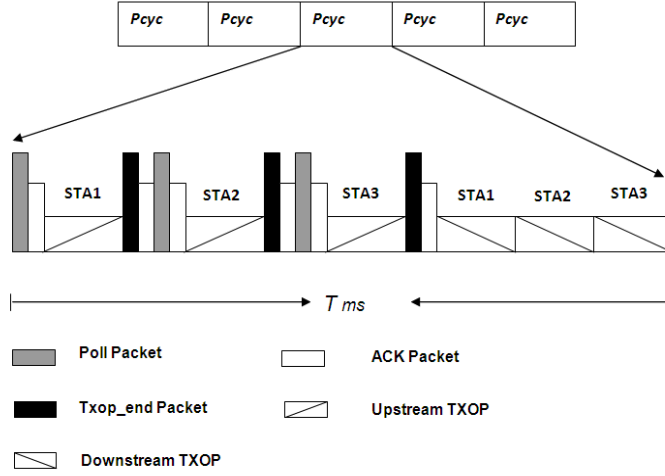 Pcyc Pcyc Pcyc Pcyc Pcyc
STA1 STA2 STA3 STA1 STA2 STA3
T ms
Poll Packet ACK Packet
Txop_end Packet Upstream TXOP
Downstream TXOP